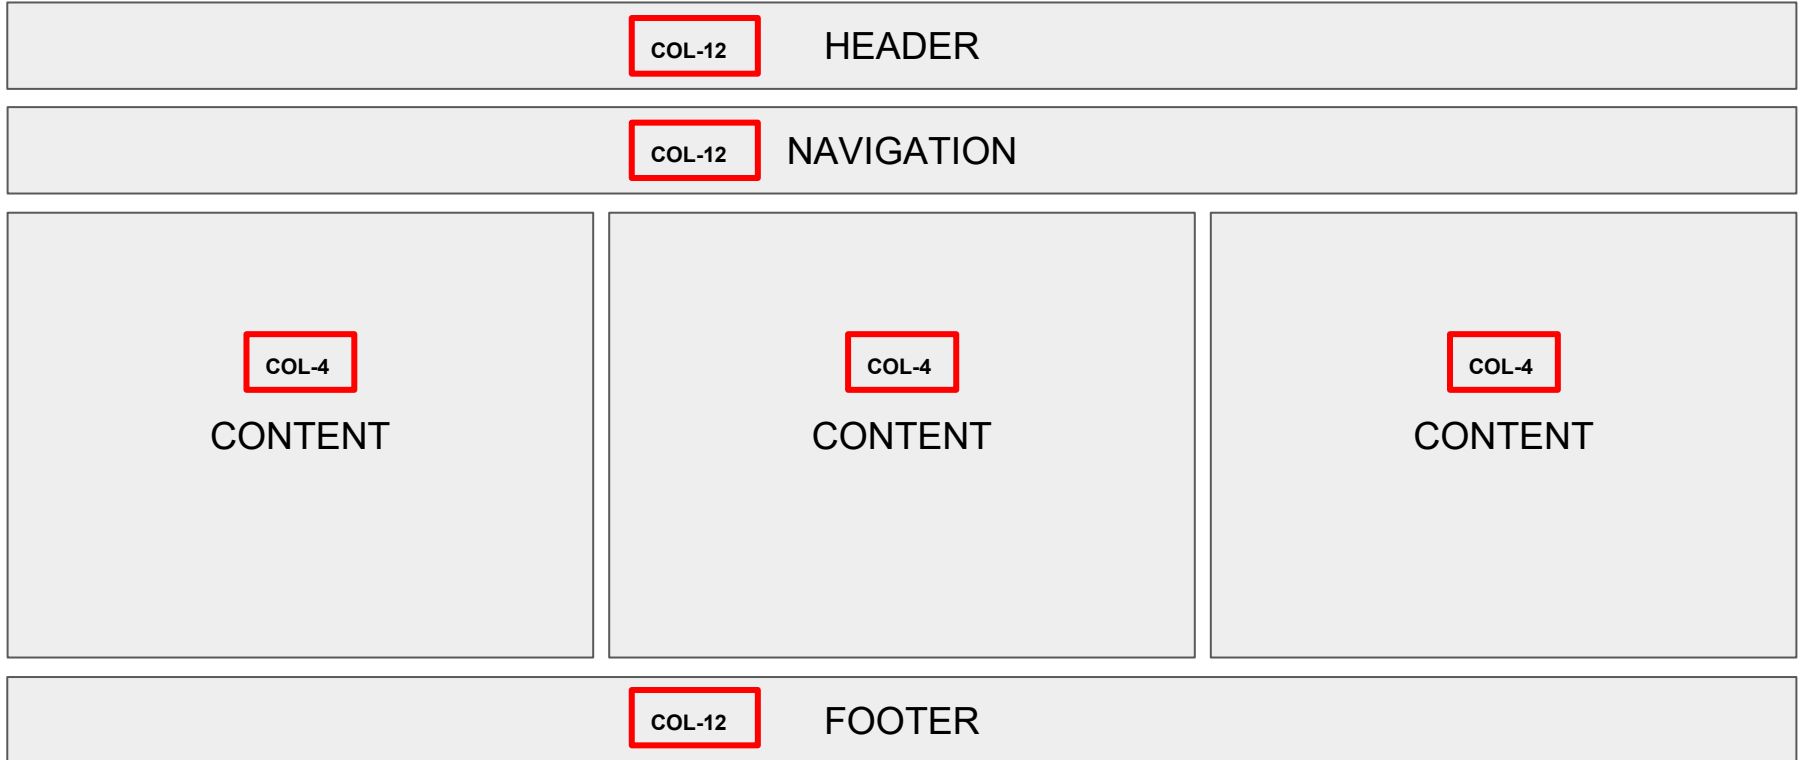 COL-12 HEADER
COL-12 NAVIGATION
COL-4 COL-4 COL-4
CONTENT CONTENT CONTENT
COL-12 FOOTER